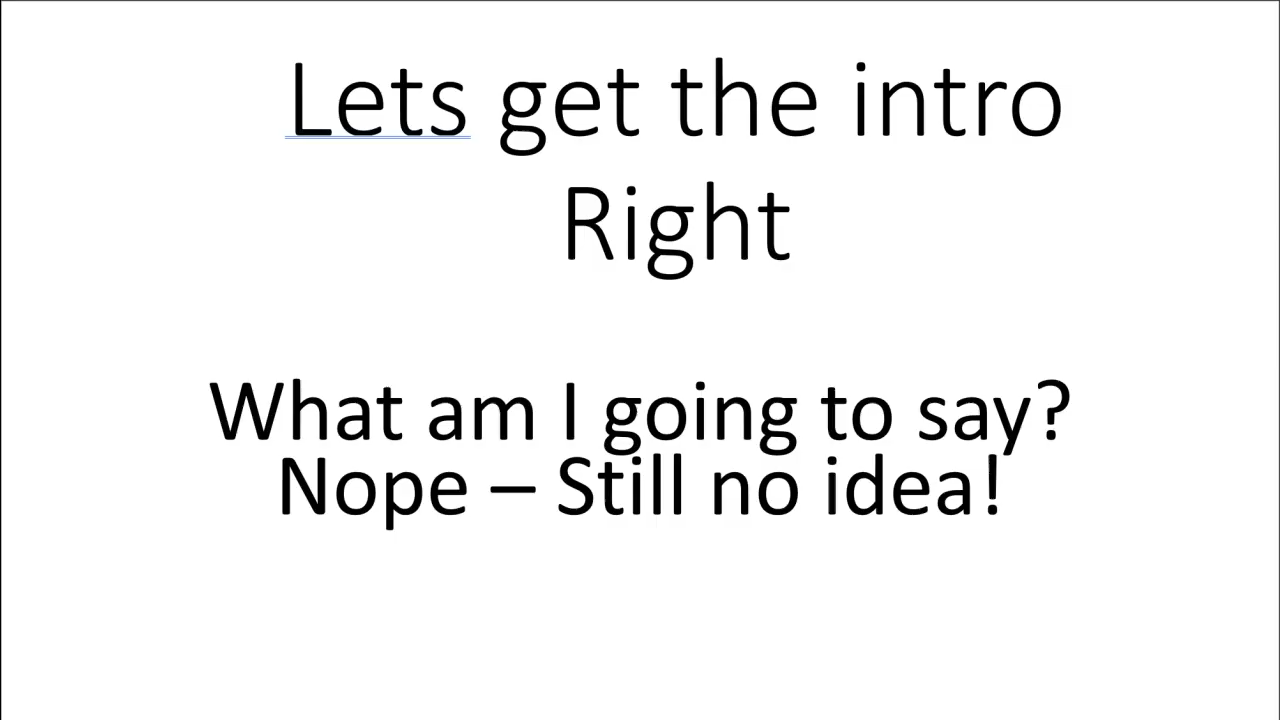 Lets get the intro
Right
What am I going to say?
Nope – Still no idea!